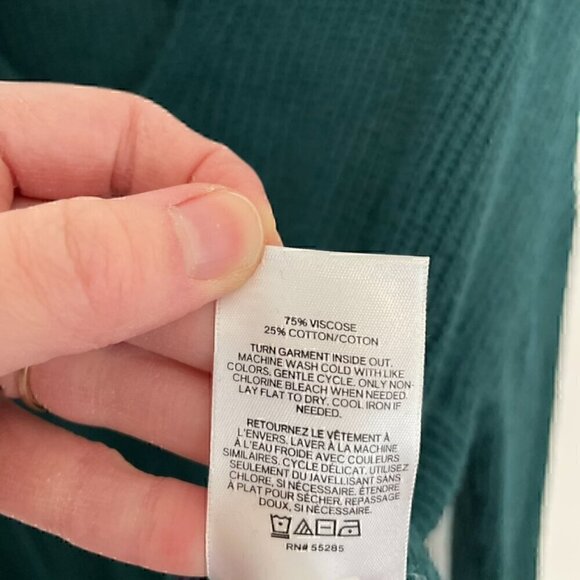 75% VISCOSE
25% COTTON/COTON
TURN GARMENT INSIDE OUT.
MACHINE WASH COLD WITH LIKE
COLORS, GENTLE CYCLE. ONLY NON-
CHLORINE BLEACH WHEN NEEDED.
LAY FLAT TO DRY. COOL IRON IF
NEEDED.
RETOURNEZ LE VÊTEMENT À
L'ENVERS. LAVER À LA MACHINE
À L'EAU FROIDE AVEC COULEURS
SIMILAIRES, CYCLE DÉLICAT. UTILISEZ
SEULEMENT DU JAVELLISANT SANS
CHLORE, SI NÉCESSAIRE. ÉTENDRE
À PLAT POUR SÉCHER. REPASSAGE
DOUX, SI NÉCESSAIRE.
RN# 55285